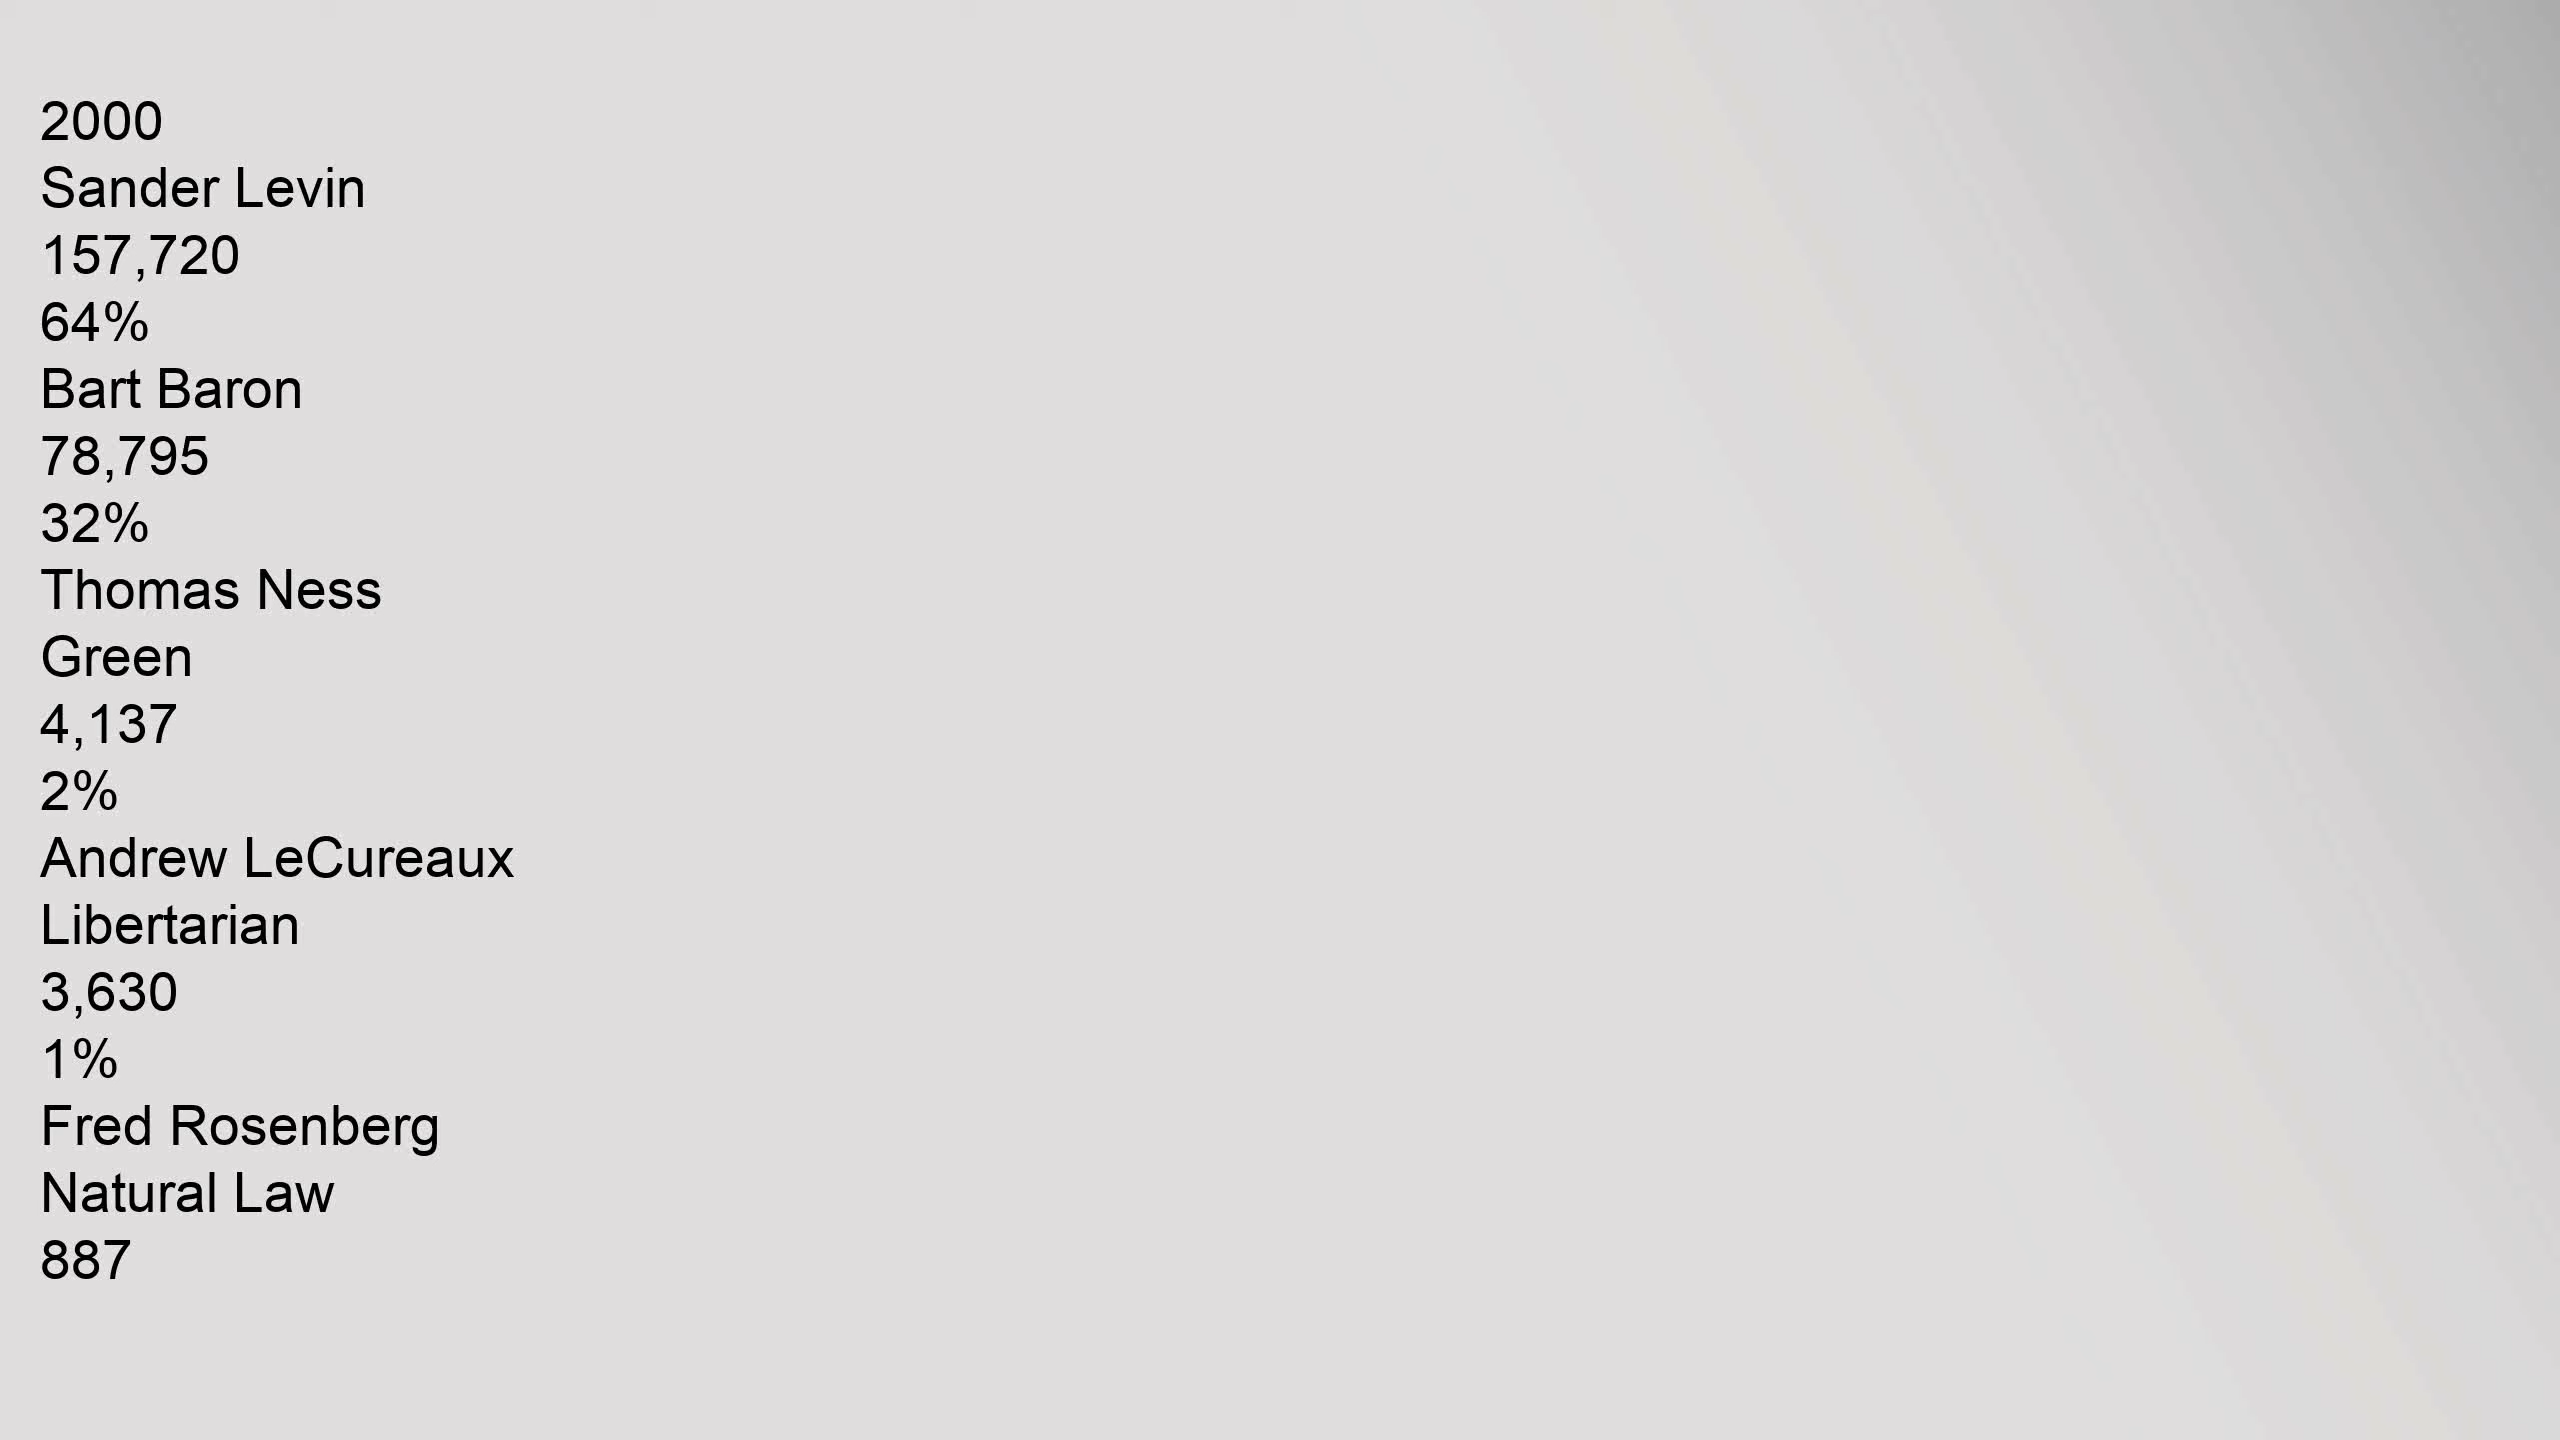 2000
Sander Levin
157,720
64%
Bart Baron
78,795
32%
Thomas Ness
Green
4,137
2%
Andrew LeCureaux
Libertarian
3,630
1%
Fred Rosenberg
Natural Law
887